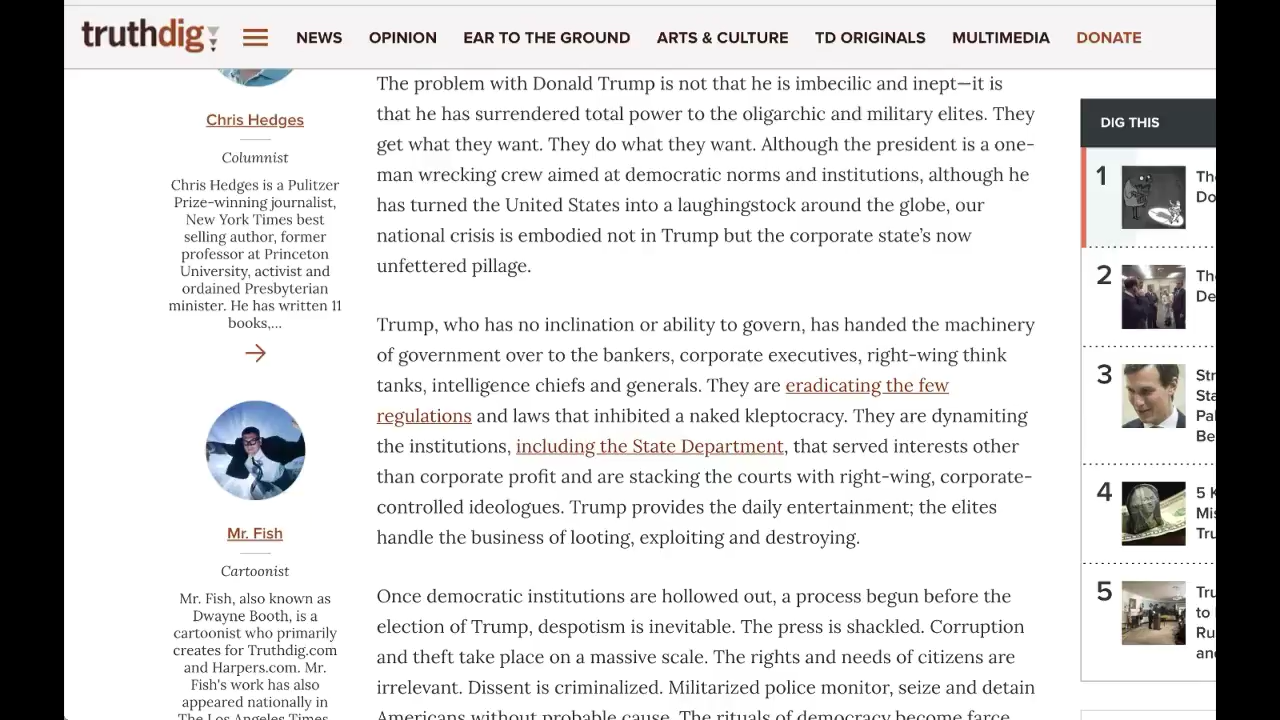 truthdig
NEWS
OPINION
EAR TO THE GROUND
ARTS & CULTURE
TD ORIGINALS
MULTIMEDIA
DONATE
Chris Hedges
Columnist
Chris Hedges is a Pulitzer
Prize-winning journalist,
New York Times best
selling author, former
professor at Princeton
University, activist and
ordained Presbyterian
minister. He has written 11
books,...
Mr. Fish
Cartoonist
Mr. Fish, also known as
Dwayne Booth, is a
cartoonist who primarily
creates for Truthdig.com
and Harpers.com. Mr.
Fish's work has also
appeared nationally in
The Los Angeles Times,
The problem with Donald Trump is not that he is imbecilic and inept—it is
that he has surrendered total power to the oligarchic and military elites. They
get what they want. They do what they want. Although the president is a one-
man wrecking crew aimed at democratic norms and institutions, although he
has turned the United States into a laughingstock around the globe, our
national crisis is embodied not in Trump but the corporate state’s now
unfettered pillage.
Trump, who has no inclination or ability to govern, has handed the machinery
of government over to the bankers, corporate executives, right-wing think
tanks, intelligence chiefs and generals. They are eradicating the few
regulations and laws that inhibited a naked kleptocracy. They are dynamiting
the institutions, including the State Department, that served interests other
than corporate profit and are stacking the courts with right-wing, corporate-
controlled ideologues. Trump provides the daily entertainment; the elites
handle the business of looting, exploiting and destroying.
Once democratic institutions are hollowed out, a process begun before the
election of Trump, despotism is inevitable. The press is shackled. Corruption
and theft take place on a massive scale. The rights and needs of citizens are
irrelevant. Dissent is criminalized. Militarized police monitor, seize and detain
Americans without probable cause. The rituals of democracy become farce.
DIG THIS
1
2
3
4
5 K
5